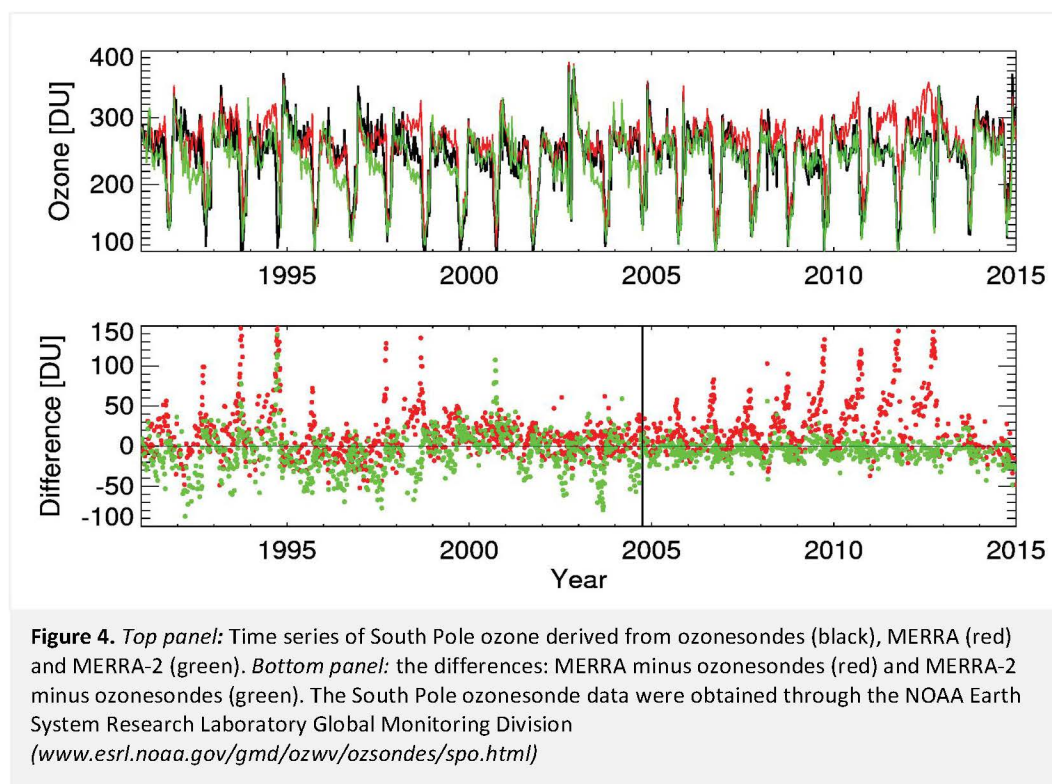 400
300
200
100
Ozone [DU]
1995 2000 2005 2010 2015
150
100
50
0
-50
-100
Difference [DU]
1995 2000 2005 2010 2015
Year
Figure 4. Top panel: Time series of South Pole ozone derived from ozonesondes (black), MERRA (red)
and MERRA-2 (green). Bottom panel: the differences: MERRA minus ozonesondes (red) and MERRA-2
minus ozonesondes (green). The South Pole ozonesonde data were obtained through the NOAA Earth
System Research Laboratory Global Monitoring Division
(www.esrl.noaa.gov/gmd/ozwv/ozsondes/spo.html)